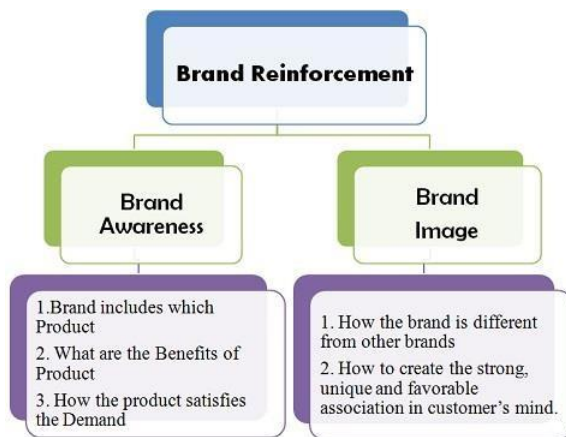 Brand Reinforcement
Brand
Awareness
Brand
Image
1.Brand includes which
Product
2. What are the Benefits of
Product
3. How the product satisfies
the Demand
1. How the brand is different
from other brands
2. How to create the strong,
unique and favorable
association in customer's mind.